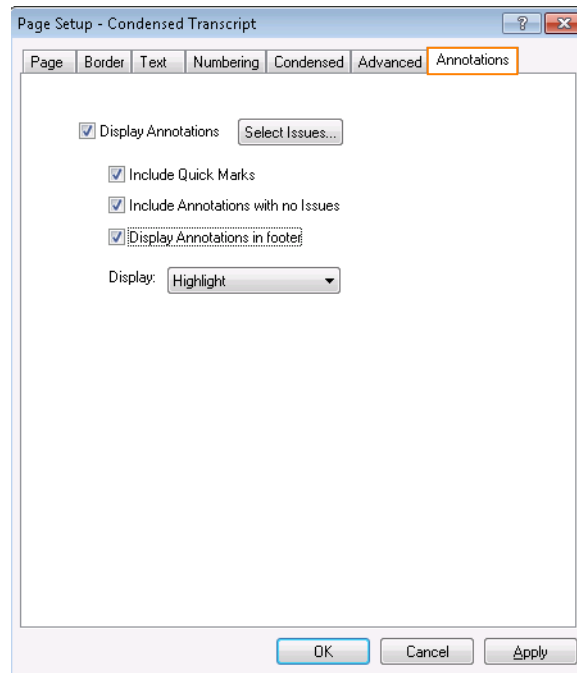 Page Setup - Condensed Transcript
Page Border Text Numbering Condensed Advanced Annotations
Display Annotations Select Issues...
Include Quick Marks
Include Annotations with no Issues
Display Annotations in footer
Display: Highlight
OK Cancel Apply